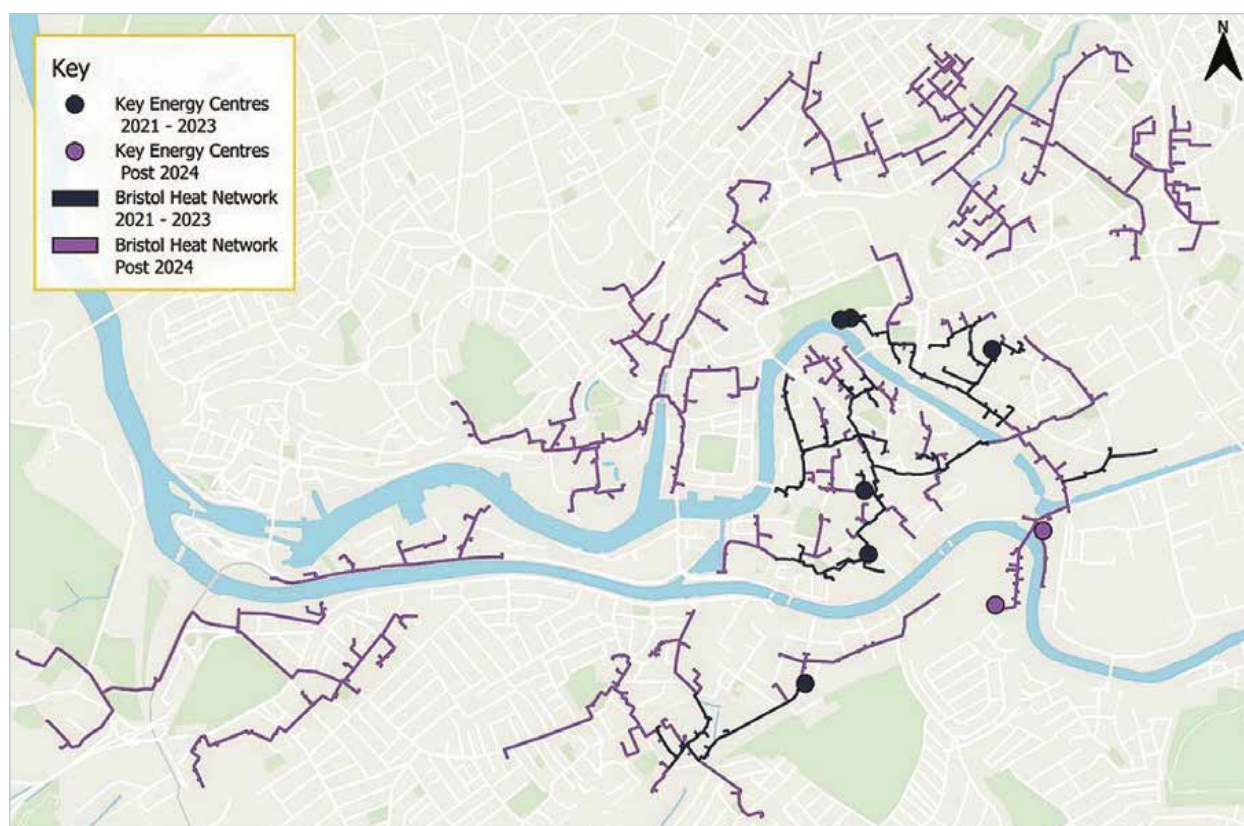 N
Key
Key Energy Centres
2021 - 2023
Key Energy Centres
Post 2024
Bristol Heat Network
2021 - 2023
Bristol Heat Network
Post 2024